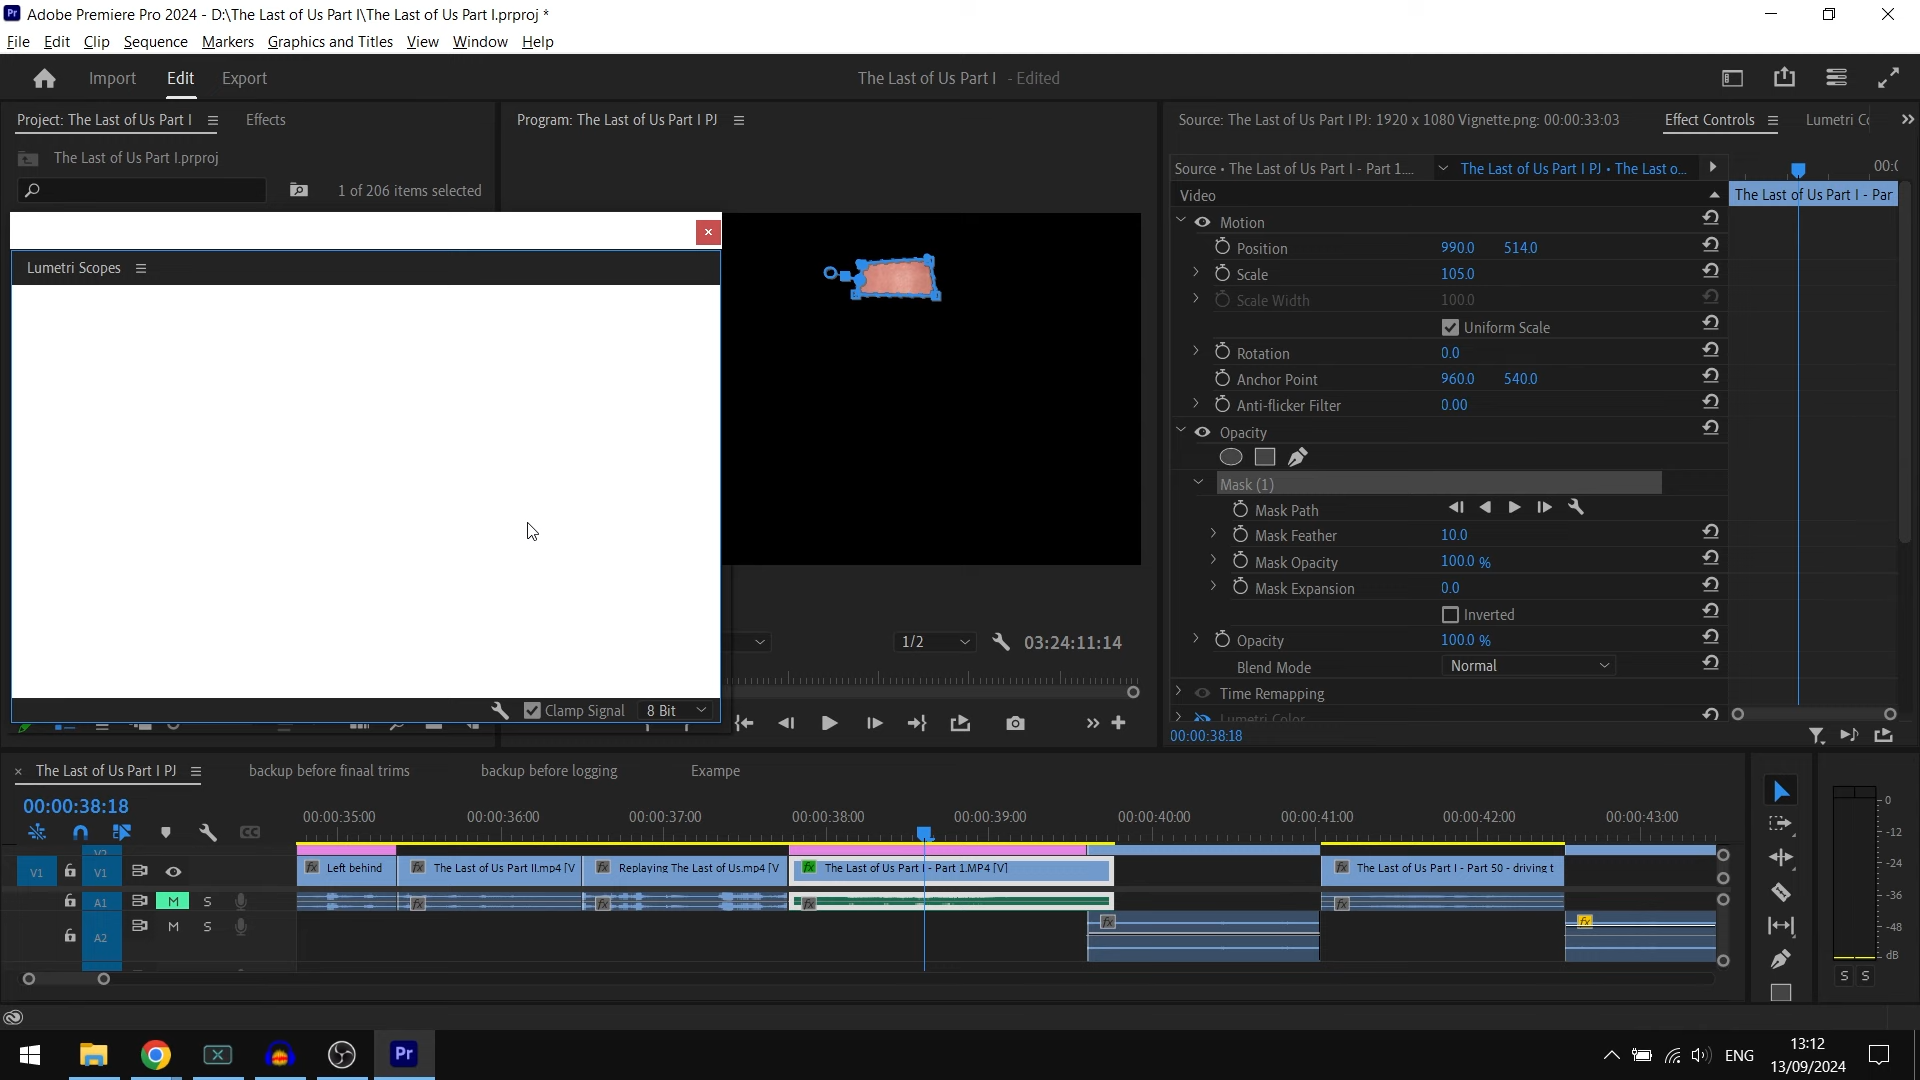 Adobe Premiere Pro 2024 - D:\The Last of Us Part I\The Last of Us Part I.prproj *
File Edit Clip Sequence Markers Graphics and Titles View Window Help
Import Edit Export
The Last of Us Part I - Edited
Project: The Last of Us Part I
Effects
Program: The Last of Us Part I PJ
Source: The Last of Us Part I PJ: 1920 x 1080 Vignette.png: 00:00:33:03
Effect Controls
Lumetri Co
The Last of Us Part I.prproj
1 of 206 items selected
Source • The Last of Us Part I - Part 1....
The Last of Us Part I PJ • The Last o...
00:0
Video
The Last of Us Part I - Par
Motion
Position 990.0 514.0
Scale 105.0
Scale Width 100.0
Uniform Scale
Rotation 0.0
Anchor Point 960.0 540.0
Anti-flicker Filter 0.00
Opacity
Mask (1)
Mask Path
Mask Feather 10.0
Mask Opacity 100.0 %
Mask Expansion 0.0
Inverted
Opacity 100.0 %
Blend Mode Normal
Time Remapping
Lumetri Color
00:00:38:18
Lumetri Scopes
Clamp Signal 8 Bit
1/2
03:24:11:14
The Last of Us Part I PJ
backup before finaal trims
backup before logging
Exampe
00:00:38:18
00:00:35:00 00:00:36:00 00:00:37:00 00:00:38:00 00:00:39:00 00:00:40:00 00:00:41:00 00:00:42:00 00:00:43:00
V2
V1 V1
Left behind
The Last of Us Part II.mp4 [V
Replaying The Last of Us.mp4 [V
The Last of Us Part I - Part 1.MP4 [V]
The Last of Us Part I - Part 50 - driving t
A1 M S
A2 M S
0
-12
-24
-36
-48
dB
S S
Pr
ENG
13:12
13/09/2024